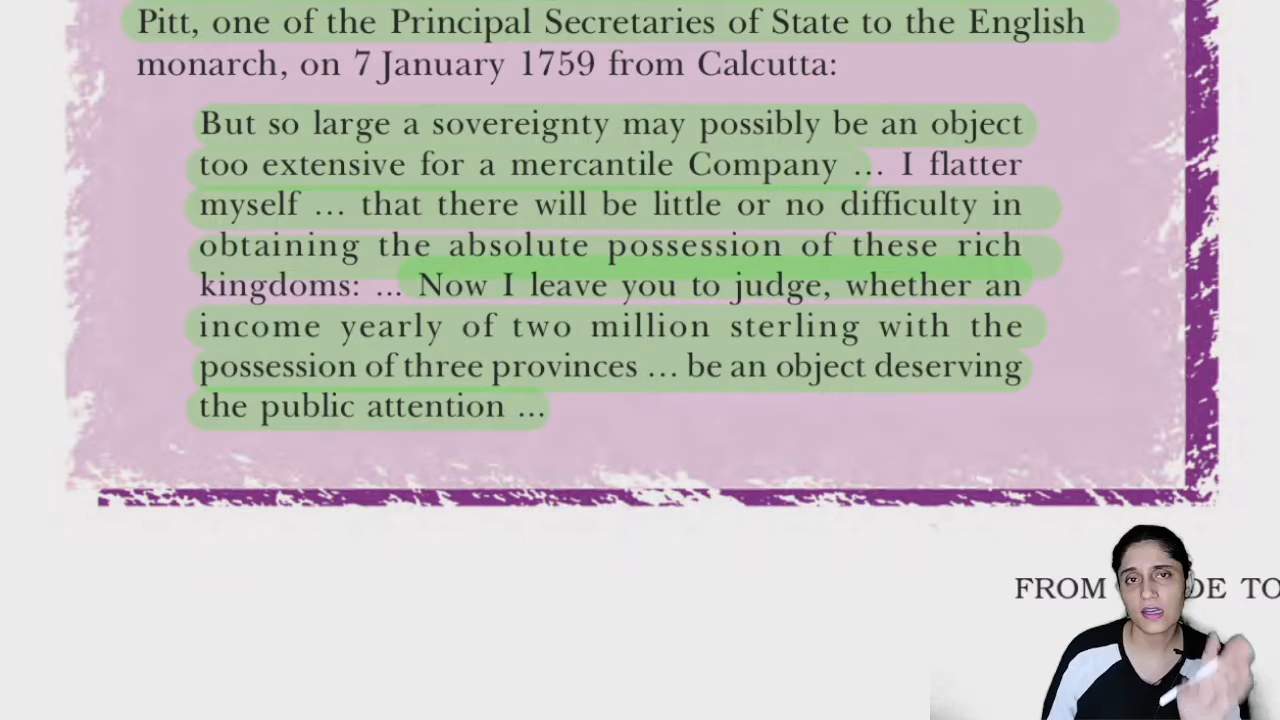 Pitt, one of the Principal Secretaries of State to the English
monarch, on 7 January 1759 from Calcutta:
But so large a sovereignty may possibly be an object
too extensive for a mercantile Company ... I flatter
myself ... that there will be little or no difficulty in
obtaining the absolute possession of these rich
kingdoms: ... Now I leave you to judge, whether an
income yearly of two million sterling with the
possession of three provinces ... be an object deserving
the public attention ...
FROM DE TO